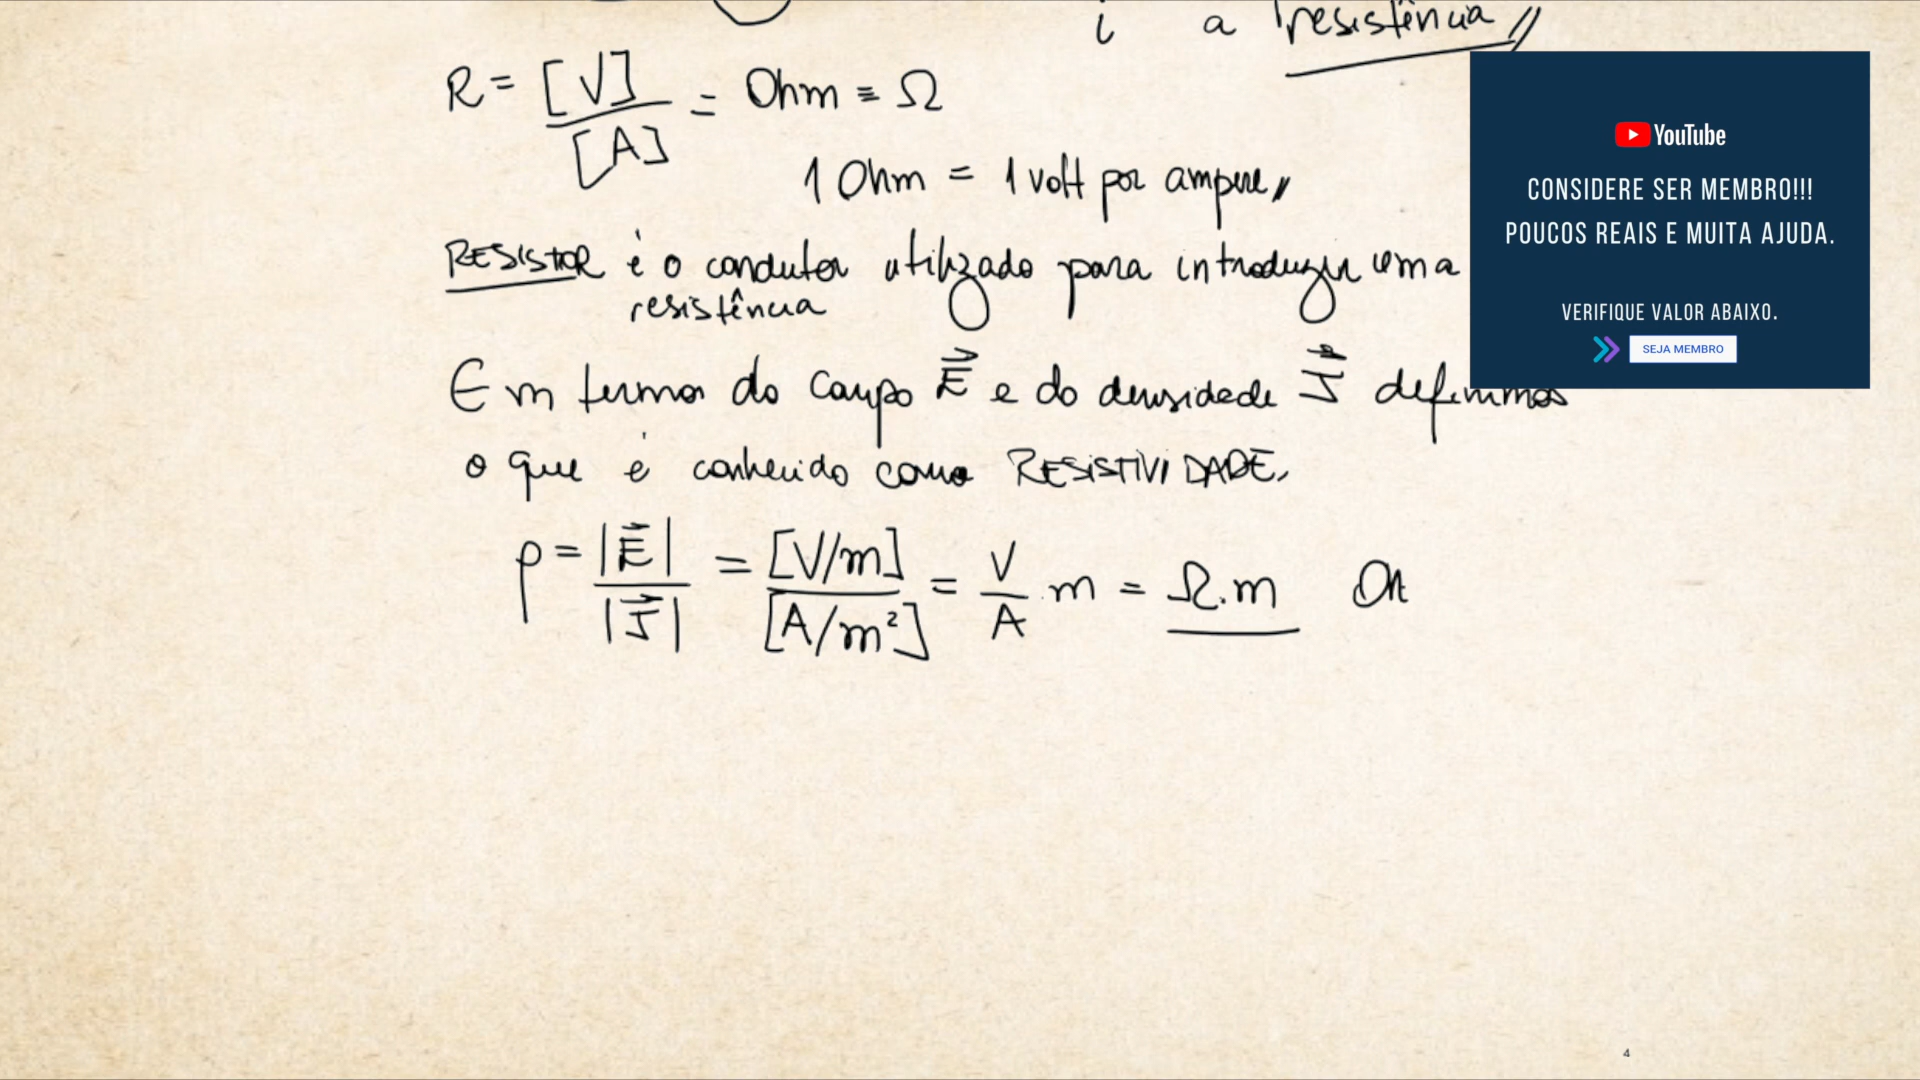 i a resistência //
R = [V] / [A] = Ohm ≡ Ω
1 Ohm = 1 volt por ampere //
RESISTOR é o condutor utilizado para introduzir uma
resistência
Em termos do campo E⃗ e do densidade J⃗ definimos
o que é conhecido como RESISTIVIDADE,
ρ = |E⃗| / |J⃗| = [V/m] / [A/m²] = V/A . m = Ω.m Oh
YouTube
CONSIDERE SER MEMBRO!!!
POUCOS REAIS E MUITA AJUDA.
VERIFIQUE VALOR ABAIXO.
SEJA MEMBRO
4